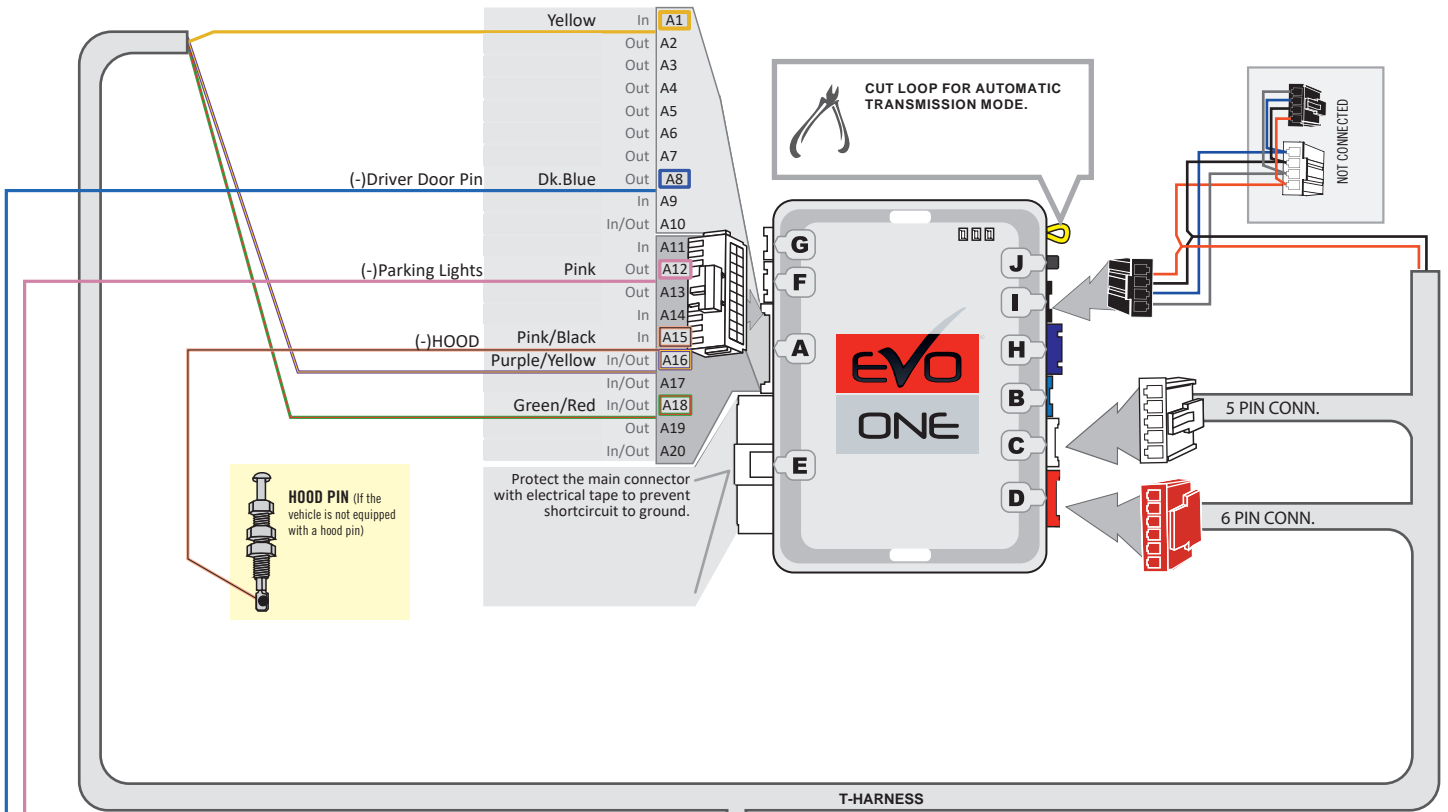 Yellow In A1
Out A2
Out A3
Out A4
Out A5
Out A6
Out A7
(-)Driver Door Pin Dk.Blue Out A8
In A9
In/Out A10
In A11
(-)Parking Lights Pink Out A12
Out A13
In A14
(-)HOOD Pink/Black In A15
Purple/Yellow In/Out A16
In/Out A17
Green/Red In/Out A18
Out A19
In/Out A20
Protect the main connector
with electrical tape to prevent
shortcircuit to ground.
HOOD PIN (If the
vehicle is not equipped
with a hood pin)
CUT LOOP FOR AUTOMATIC
TRANSMISSION MODE.
NOT CONNECTED
G
F
A
E
J
I
H
B
C
D
EVO
ONE
5 PIN CONN.
6 PIN CONN.
T-HARNESS